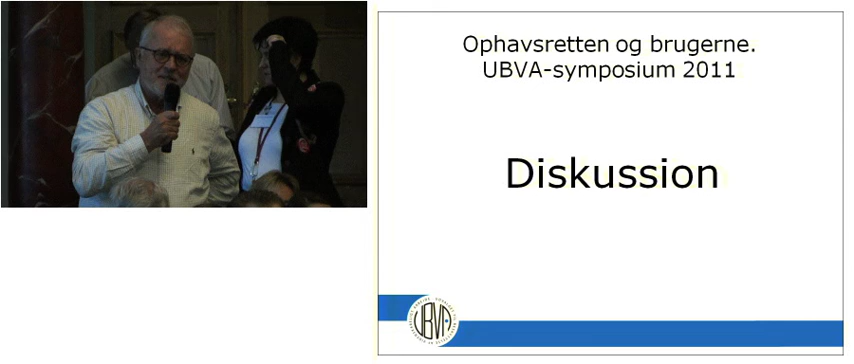 Ophavsretten og brugerne.
UBVA-symposium 2011
Diskussion
UBVA